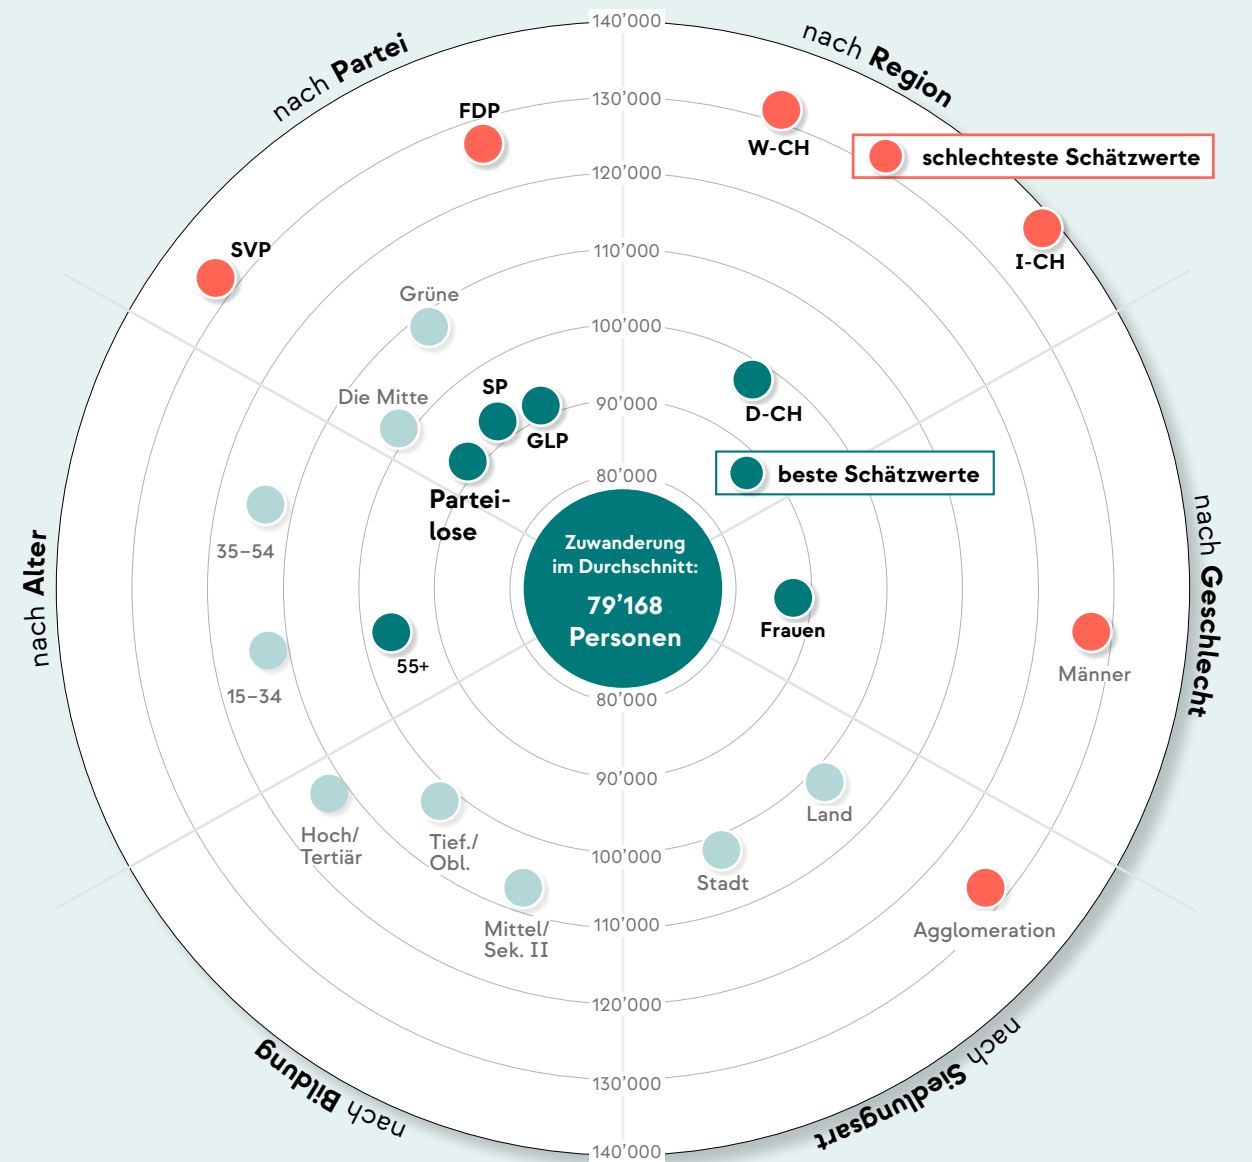 140’000
nach Partei
nach Region
130’000
FDP
W-CH
schlechteste Schätzwerte
120’000
SVP
110’000
I-CH
Grüne
100’000
Die Mitte
SP
90’000
D-CH
GLP
beste Schätzwerte
80’000
Partei-
lose
nach Alter
nach Geschlecht
35–54
Zuwanderung
im Durchschnitt:
79’168
Personen
Frauen
55+
Männer
15–34
80’000
90’000
Land
Hoch/
Tertiär
Tief./
Obl.
100’000
Stadt
110’000
Mittel/
Sek. II
Agglomeration
120’000
nach Bildung
nach Siedlungsart
130’000
140’000